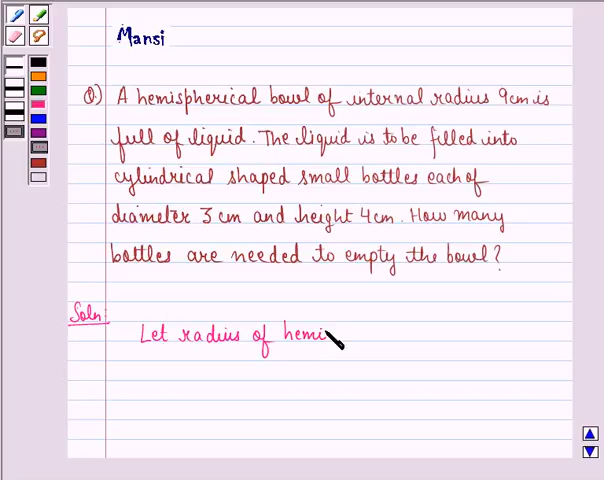 Mansi
Q.) A hemispherical bowl of internal radius 9cm is
full of liquid. The liquid is to be filled into
cylindrical shaped small bottles each of
diameter 3 cm and height 4cm. How many
bottles are needed to empty the bowl?
Soln:
Let radius of hemi